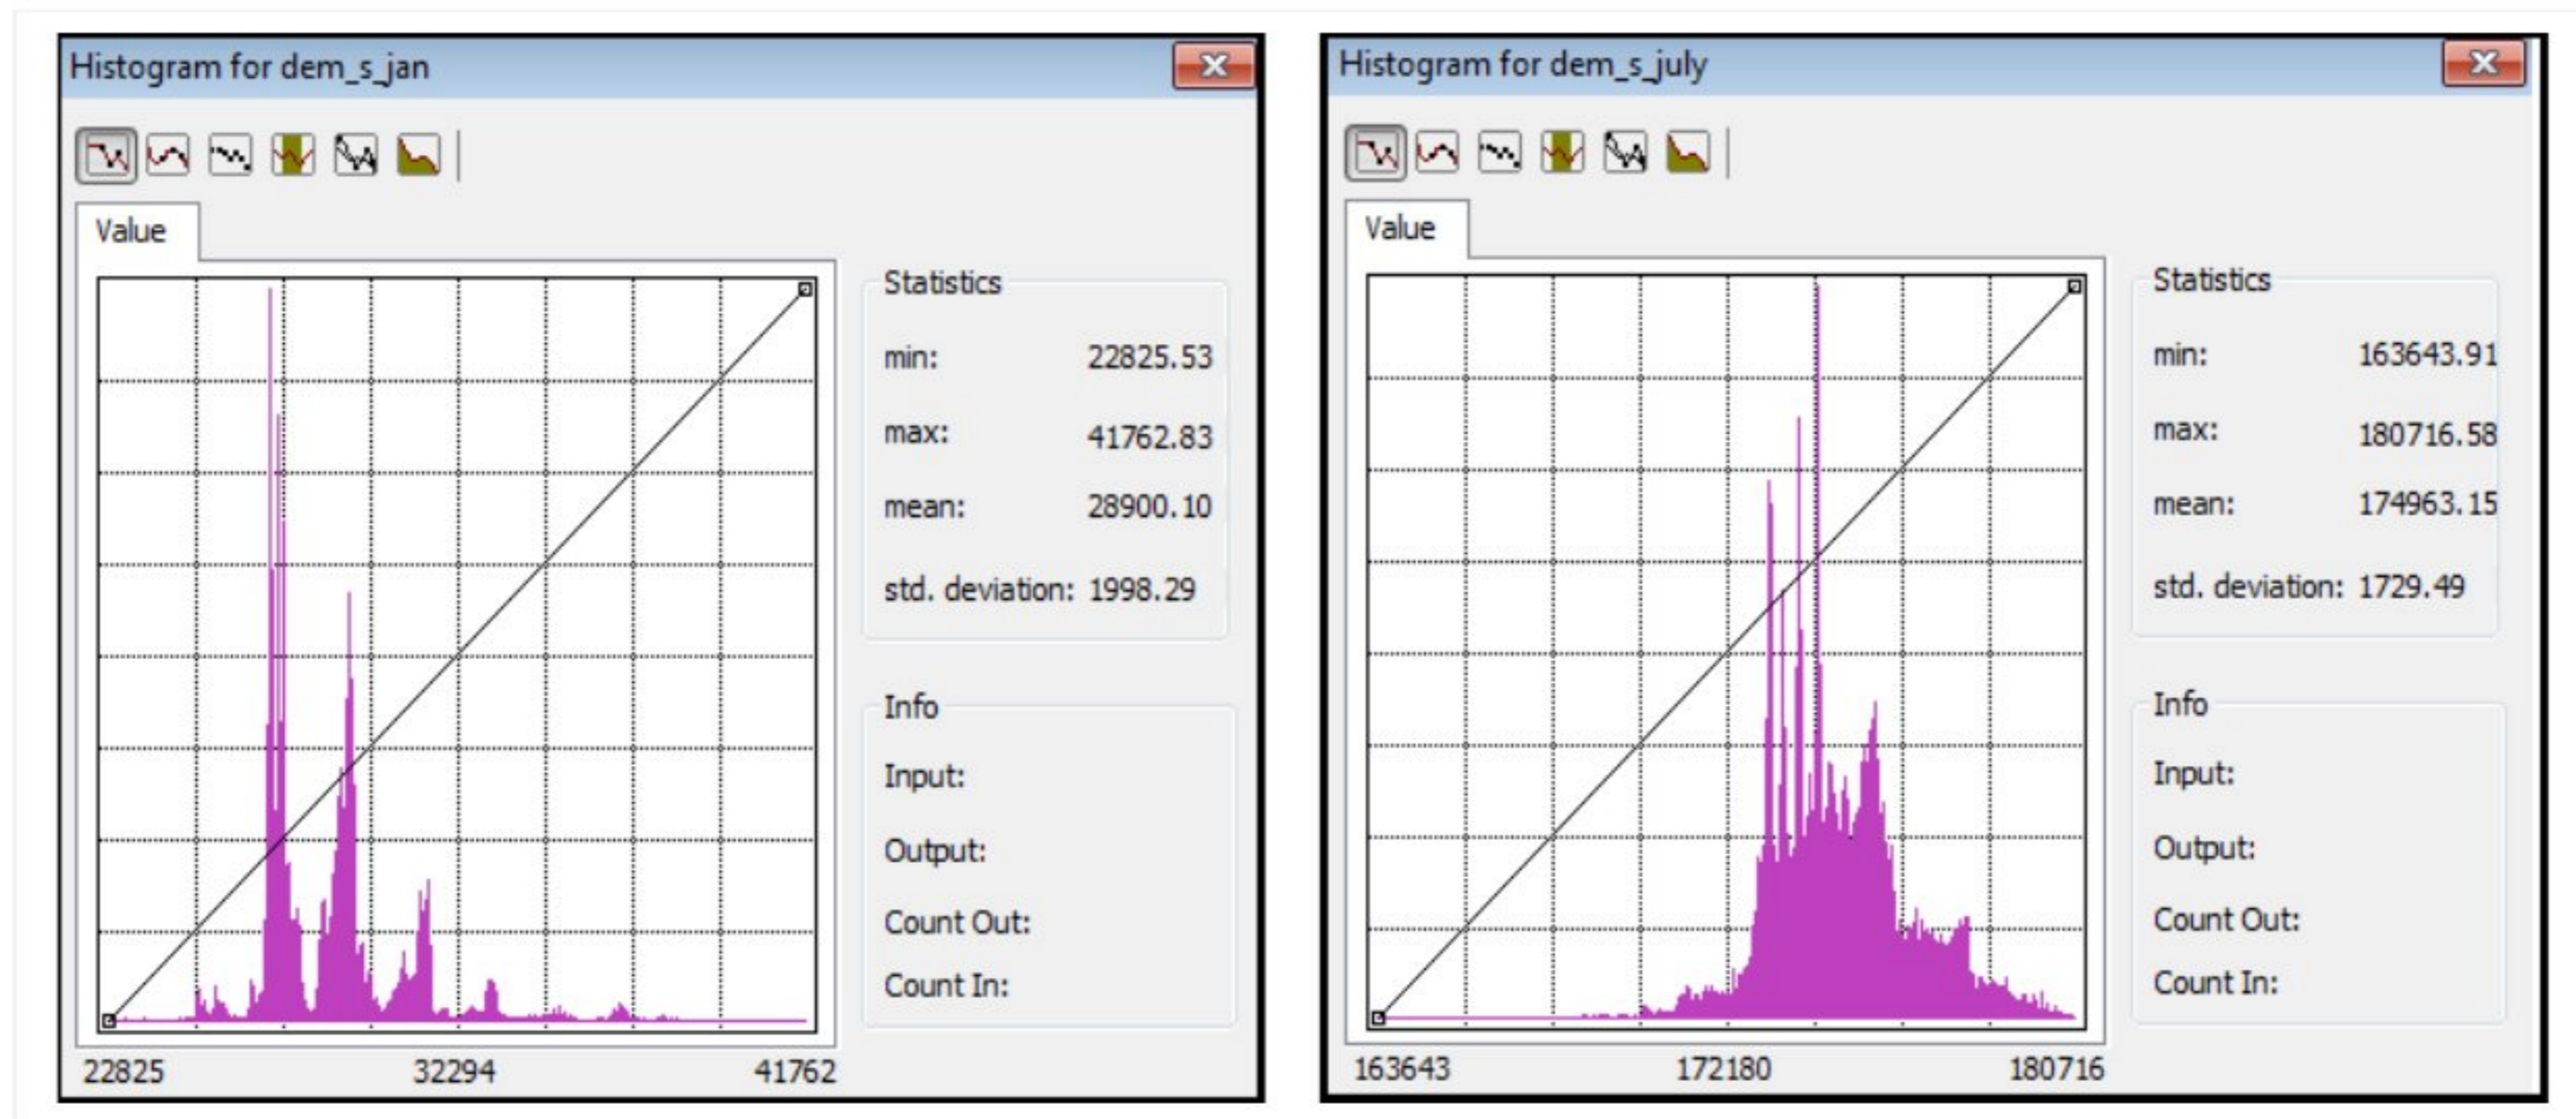 Histogram for dem_s_jan
Value
Statistics
min: 22825.53
max: 41762.83
mean: 28900.10
std. deviation: 1998.29
Info
Input:
Output:
Count Out:
Count In:
22825 32294 41762
Histogram for dem_s_july
Value
Statistics
min: 163643.91
max: 180716.58
mean: 174963.15
std. deviation: 1729.49
Info
Input:
Output:
Count Out:
Count In:
163643 172180 180716